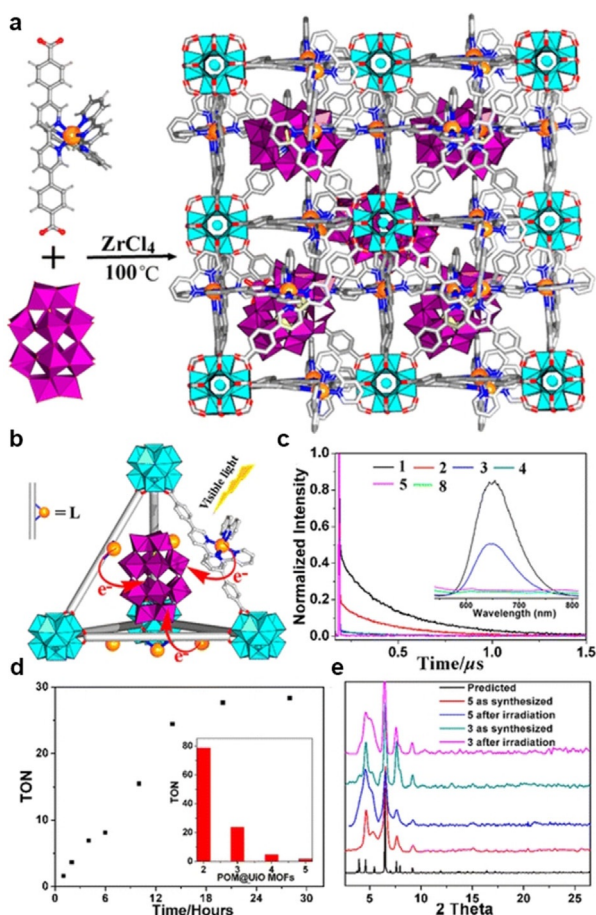 a
+
ZrCl₄
100℃
b
= L
Visible light
e⁻
e⁻
e⁻
c
Normalized Intensity
1.0
0.8
0.6
0.4
0.2
0.0
1 2 3 4
5 8
600 700 800
Wavelength (nm)
0.5 1.0 1.5
Time/µs
d
TON
30
20
10
0
0 6 12 18 24 30
Time/Hours
TON
80
60
40
20
0
2 3 4 5
POM@UiO MOFs
e
Predicted
5 as synthesized
5 after irradiation
3 as synthesized
3 after irradiation
5 10 15 20 25
2 Theta